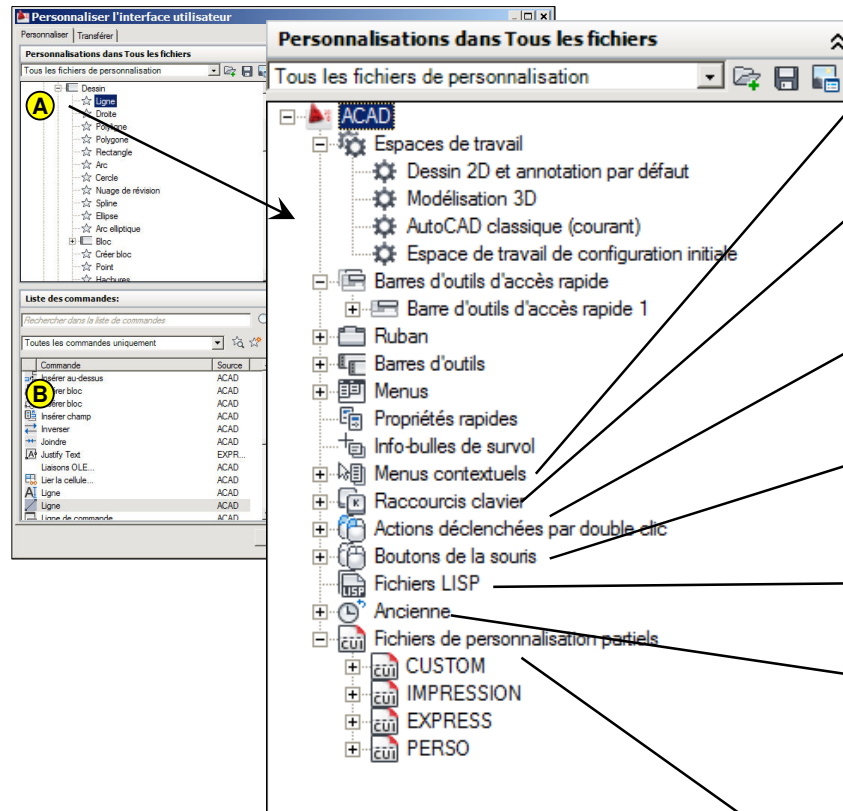 Personnaliser l'interface utilisateur
Personnaliser
Transférer
Personnalisations dans Tous les fichiers
Tous les fichiers de personnalisation
Dessin
Ligne
Droite
Polyligne
Polygone
Rectangle
Arc
Cercle
Nuage de révision
Spline
Ellipse
Arc elliptique
Bloc
Créer bloc
Point
Hachures
A
Liste des commandes:
Rechercher dans la liste de commandes
Toutes les commandes uniquement
Commande Source
Insérer au-dessus ACAD
bloc ACAD
bloc ACAD
Insérer champ ACAD
Inverser ACAD
Joindre ACAD
Justify Text EXPR...
Liaisons OLE... ACAD
Lier la cellule... ACAD
Ligne ACAD
Ligne ACAD
Ligne de commande ACAD
B
Personnalisations dans Tous les fichiers
Tous les fichiers de personnalisation
ACAD
Espaces de travail
Dessin 2D et annotation par défaut
Modélisation 3D
AutoCAD classique (courant)
Espace de travail de configuration initiale
Barres d'outils d'accès rapide
Barre d'outils d'accès rapide 1
Ruban
Barres d'outils
Menus
Propriétés rapides
Info-bulles de survol
Menus contextuels
Raccourcis clavier
Actions déclenchées par double clic
Boutons de la souris
Fichiers LISP
Ancienne
Fichiers de personnalisation partiels
CUSTOM
IMPRESSION
EXPRESS
PERSO